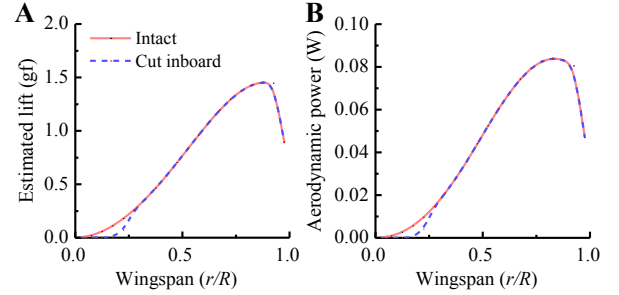 A
Estimated lift (gf)
2.0
1.5
1.0
0.5
0.0
Intact
Cut inboard
0.0 0.5 1.0
Wingspan (r/R)
B
Aerodynamic power (W)
0.10
0.08
0.06
0.04
0.02
0.00
0.0 0.5 1.0
Wingspan (r/R)